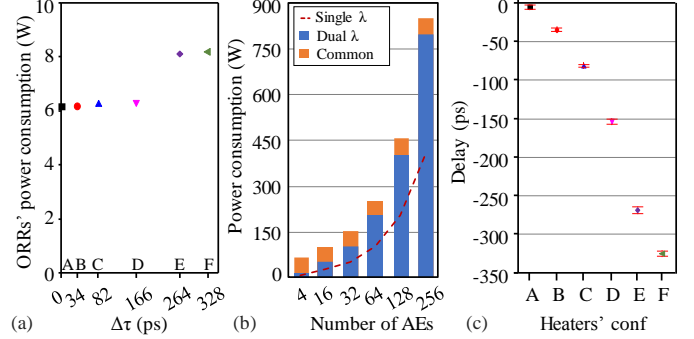 ORRs' power consumption (W)
10
8
6
4
2
0
A B C D E F
0 34 82 166 264 328
(a) Δτ (ps)
Power consumption (W)
900
750
600
450
300
150
0
Single λ
Dual λ
Common
4 16 32 64 128 256
(b) Number of AEs
Delay (ps)
0
-50
-100
-150
-200
-250
-300
-350
A B C D E F
(c) Heaters' conf